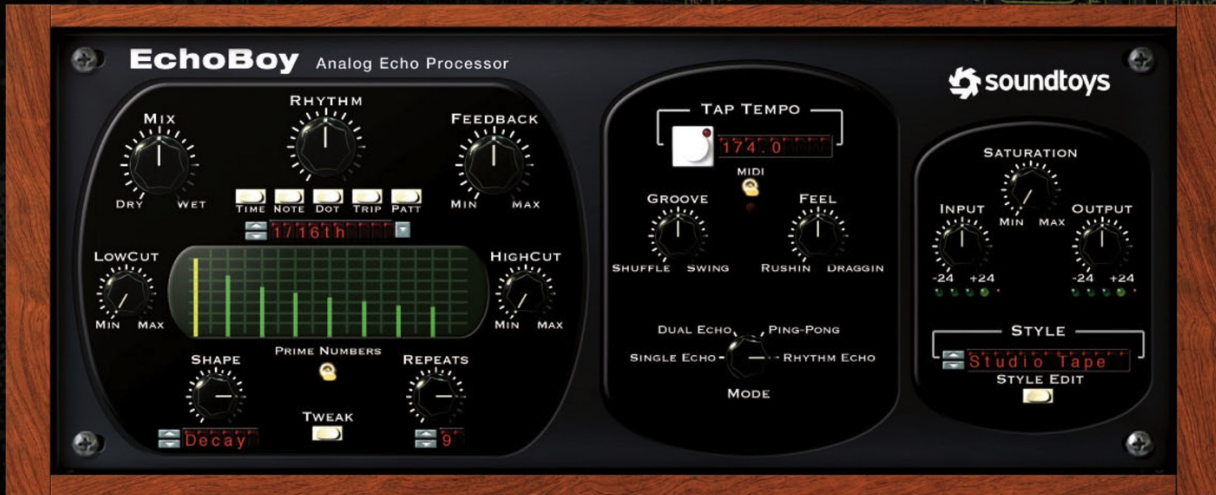 EchoBoy Analog Echo Processor
soundtoys
Mix
Rhythm
Feedback
Dry Wet
Min Max
Time Note Dot Trip Patt
1/16th
LowCut
Min Max
HighCut
Min Max
Shape
Prime Numbers
Repeats
Decay
Tweak
9
Tap Tempo
174.0
MIDI
Groove
Feel
Shuffle Swing
Rushin Draggin
Dual Echo
Ping-Pong
Single Echo
Rhythm Echo
Mode
Saturation
Min Max
Input
Output
-24 +24
-24 +24
Style
Studio Tape
Style Edit